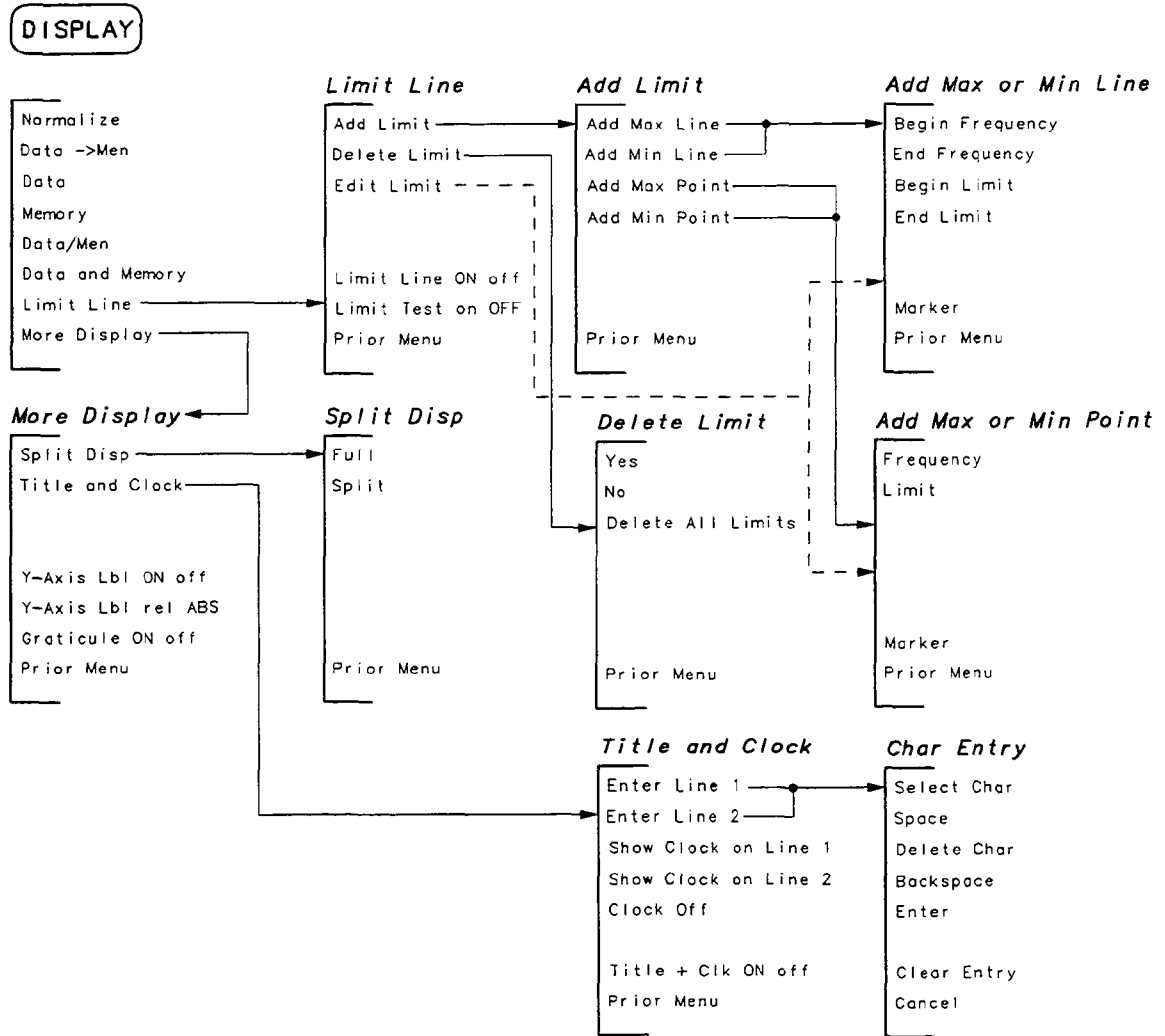 DISPLAY
Normalize
Data ->Men
Data
Memory
Data/Men
Data and Memory
Limit Line
More Display
Limit Line
Add Limit
Delete Limit
Edit Limit
Limit Line ON off
Limit Test on OFF
Prior Menu
Add Limit
Add Max Line
Add Min Line
Add Max Point
Add Min Point
Prior Menu
Add Max or Min Line
Begin Frequency
End Frequency
Begin Limit
End Limit
Marker
Prior Menu
More Display
Split Disp
Title and Clock
Y-Axis Lbl ON off
Y-Axis Lbl rel ABS
Graticule ON off
Prior Menu
Split Disp
Full
Split
Prior Menu
Delete Limit
Yes
No
Delete All Limits
Prior Menu
Add Max or Min Point
Frequency
Limit
Marker
Prior Menu
Title and Clock
Enter Line 1
Enter Line 2
Show Clock on Line 1
Show Clock on Line 2
Clock Off
Title + Clk ON off
Prior Menu
Char Entry
Select Char
Space
Delete Char
Backspace
Enter
Clear Entry
Cancel